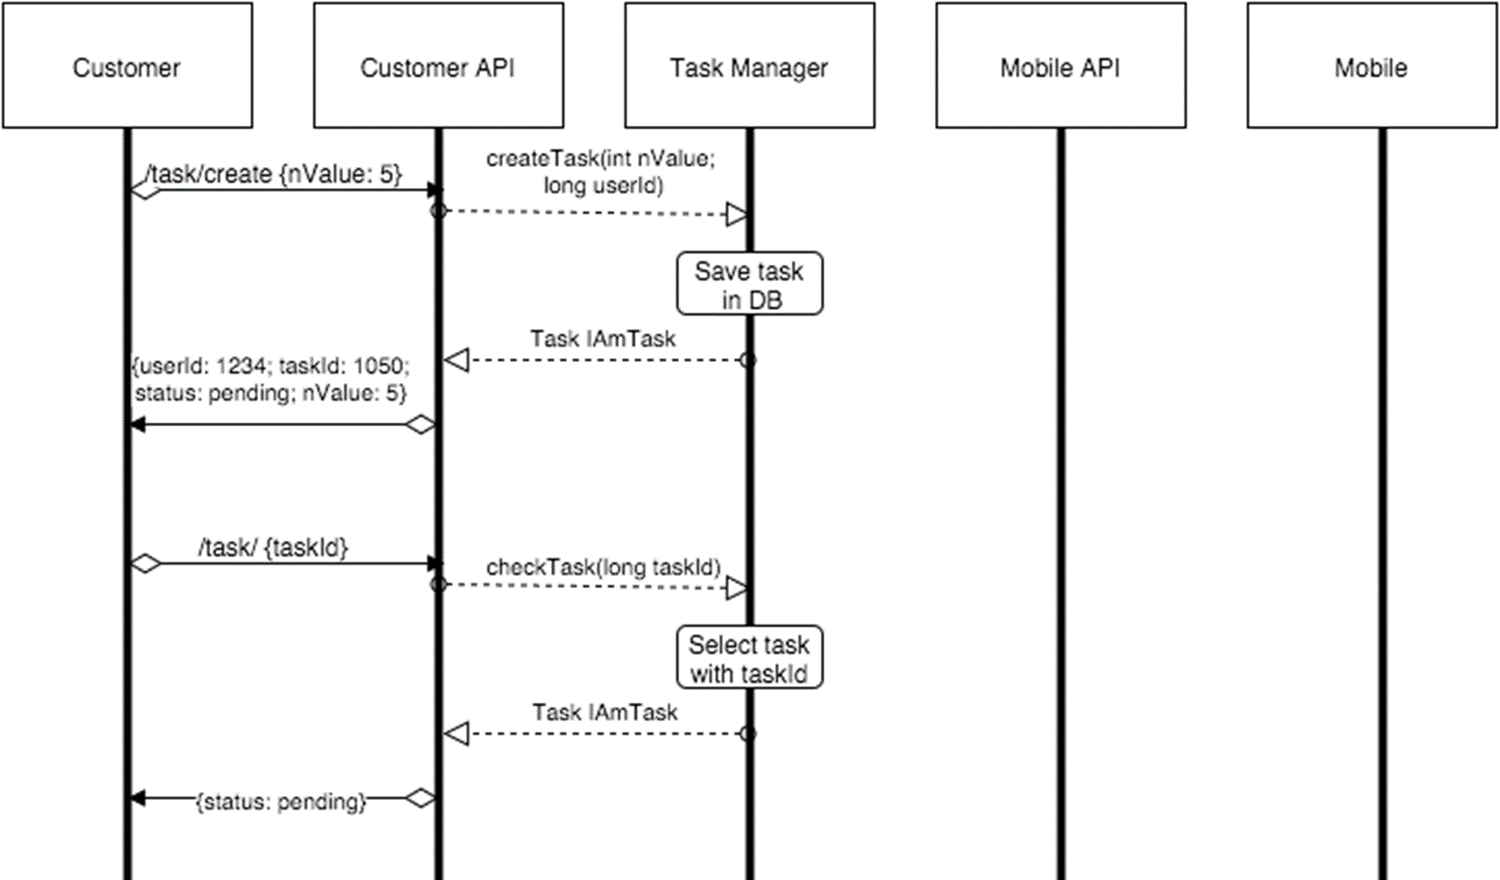 Customer
Customer API
Task Manager
Mobile API
Mobile
/task/create {nValue: 5}
createTask(int nValue;
long userId)
Save task
in DB
Task IAmTask
{userId: 1234; taskId: 1050;
status: pending; nValue: 5}
/task/ {taskId}
checkTask(long taskId)
Select task
with taskId
Task IAmTask
{status: pending}